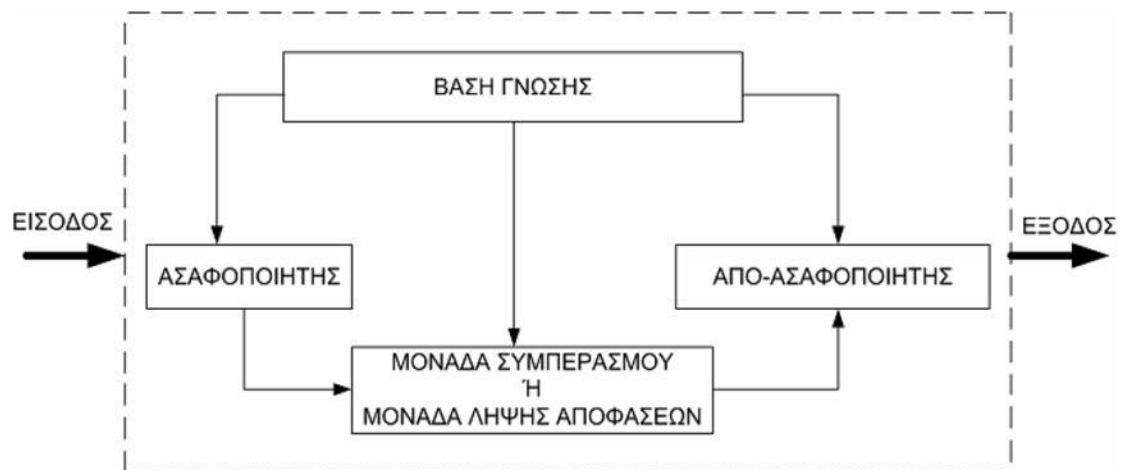 ΒΑΣΗ ΓΝΩΣΗΣ
ΕΙΣΟΔΟΣ
ΕΞΟΔΟΣ
ΑΣΑΦΟΠΟΙΗΤΗΣ
ΑΠΟ-ΑΣΑΦΟΠΟΙΗΤΗΣ
ΜΟΝΑΔΑ ΣΥΜΠΕΡΑΣΜΟΥ
Ή
ΜΟΝΑΔΑ ΛΗΨΗΣ ΑΠΟΦΑΣΕΩΝ